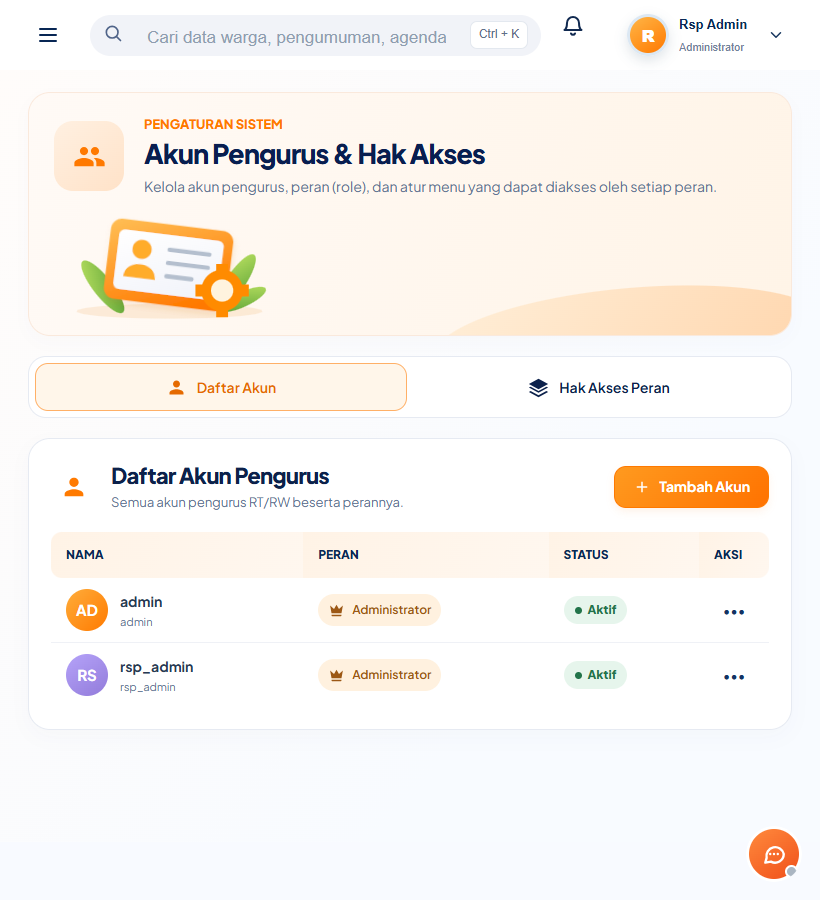 Cari data warga, pengumuman, agenda
Ctrl + K
R
Rsp Admin
Administrator
PENGATURAN SISTEM
Akun Pengurus & Hak Akses
Kelola akun pengurus, peran (role), dan atur menu yang dapat diakses oleh setiap peran.
Daftar Akun
Hak Akses Peran
Daftar Akun Pengurus
Semua akun pengurus RT/RW beserta perannya.
+ Tambah Akun
NAMA PERAN STATUS AKSI
AD
admin
admin
Administrator
Aktif
RS
rsp_admin
rsp_admin
Administrator
Aktif